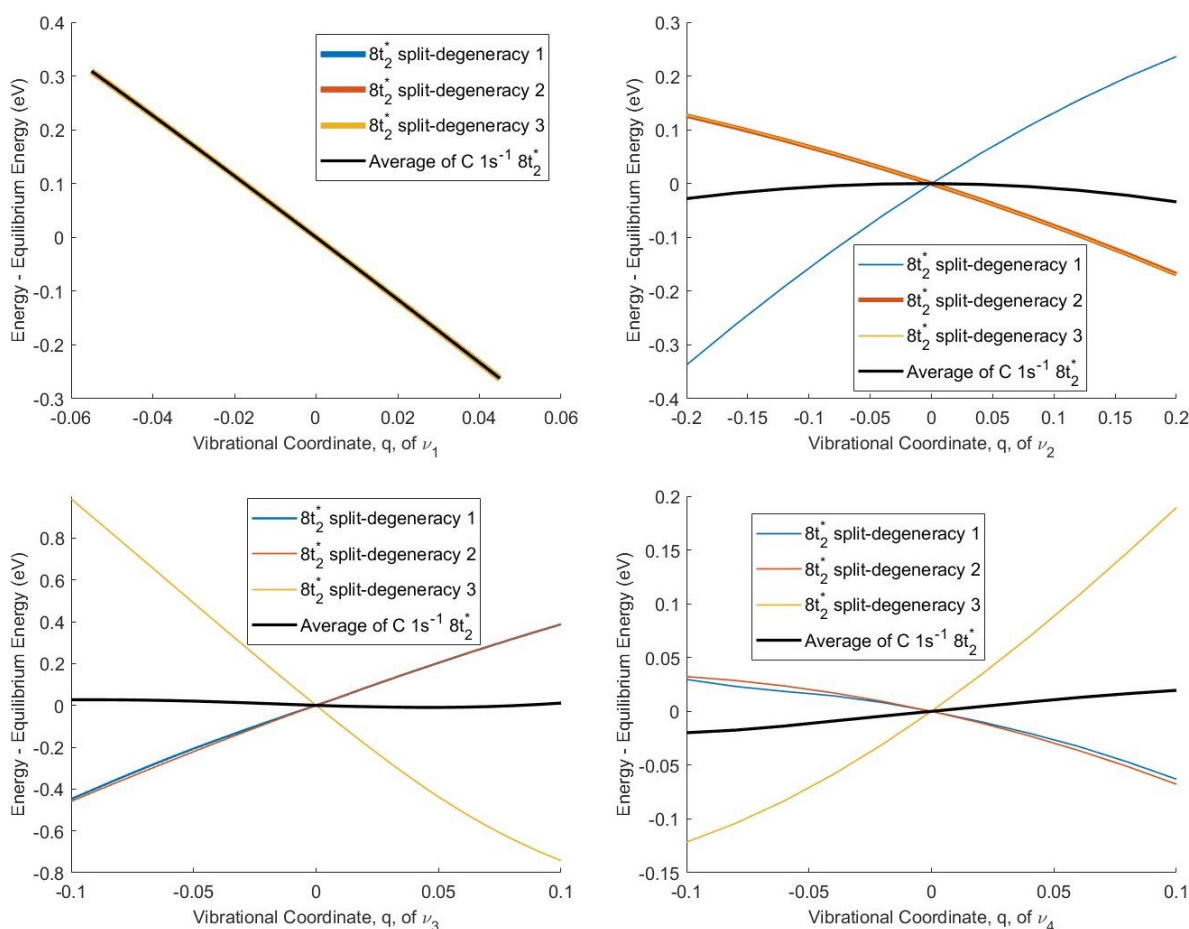 0.4
0.3
0.2
0.1
0
-0.1
-0.2
-0.3
-0.06
-0.04
-0.02
0
0.02
0.04
0.06
Energy - Equilibrium Energy (eV)
Vibrational Coordinate, q, of ν₁
8t₂* split-degeneracy 1
8t₂* split-degeneracy 2
8t₂* split-degeneracy 3
Average of C 1s⁻¹ 8t₂*
0.3
0.2
0.1
0
-0.1
-0.2
-0.3
-0.4
-0.2
-0.15
-0.1
-0.05
0
0.05
0.1
0.15
0.2
Energy - Equilibrium Energy (eV)
Vibrational Coordinate, q, of ν₂
8t₂* split-degeneracy 1
8t₂* split-degeneracy 2
8t₂* split-degeneracy 3
Average of C 1s⁻¹ 8t₂*
0.8
0.6
0.4
0.2
0
-0.2
-0.4
-0.6
-0.8
-0.1
-0.05
0
0.05
0.1
Energy - Equilibrium Energy (eV)
Vibrational Coordinate, q, of ν₃
8t₂* split-degeneracy 1
8t₂* split-degeneracy 2
8t₂* split-degeneracy 3
Average of C 1s⁻¹ 8t₂*
0.2
0.15
0.1
0.05
0
-0.05
-0.1
-0.15
-0.1
-0.05
0
0.05
0.1
Energy - Equilibrium Energy (eV)
Vibrational Coordinate, q, of ν₄
8t₂* split-degeneracy 1
8t₂* split-degeneracy 2
8t₂* split-degeneracy 3
Average of C 1s⁻¹ 8t₂*